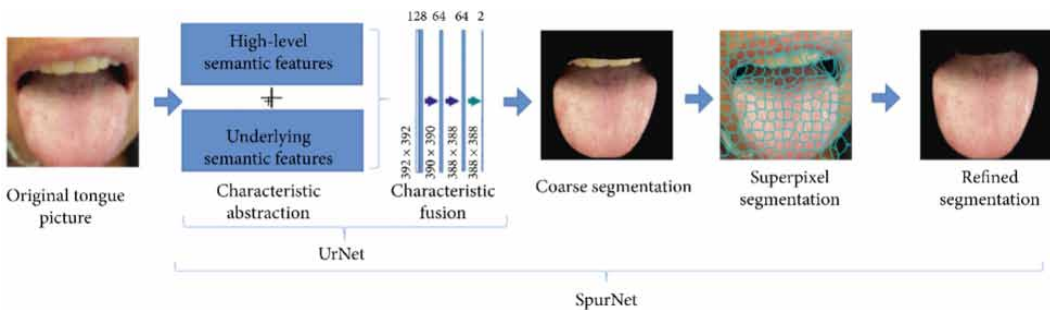 128 64 64 2
High-level
semantic features
+
Underlying
semantic features
392 × 392
390 × 390
388 × 388
388 × 388
Original tongue
picture
Characteristic
abstraction
Characteristic
fusion
Coarse segmentation
Superpixel
segmentation
Refined
segmentation
UrNet
SpurNet